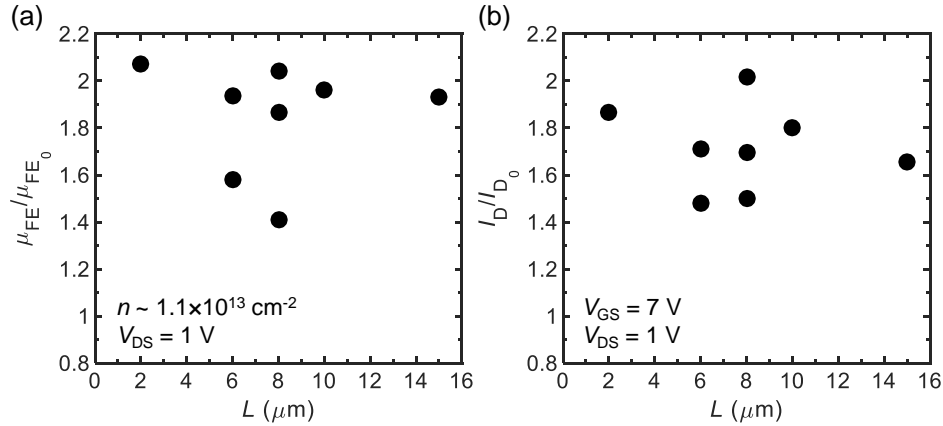 (a)
2.2
2
1.8
1.6
1.4
1.2
1
0.8
μFE/μFE0
n ~ 1.1×10¹³ cm⁻²
VDS = 1 V
0 2 4 6 8 10 12 14 16
L (μm)
(b)
2.2
2
1.8
1.6
1.4
1.2
1
0.8
ID/ID0
VGS = 7 V
VDS = 1 V
0 2 4 6 8 10 12 14 16
L (μm)